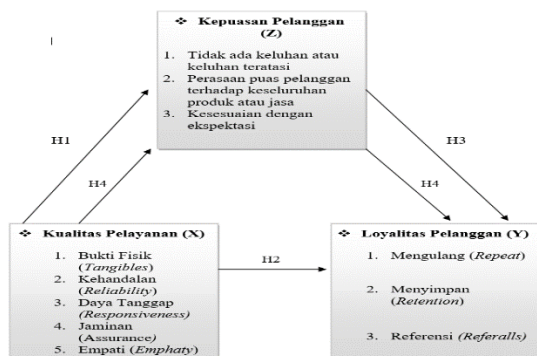 ❖ Kepuasan Pelanggan
(Z)
1. Tidak ada keluhan atau
keluhan teratasi
2. Perasaan puas pelanggan
terhadap keseluruhan
produk atau jasa
3. Kesesuaian dengan
ekspektasi
H1
H3
H4
H4
❖ Kualitas Pelayanan (X)
1. Bukti Fisik
(Tangibles)
2. Kehandalan
(Reliability)
3. Daya Tanggap
(Responsiveness)
4. Jaminan
(Assurance)
5. Empati (Emphaty)
H2
❖ Loyalitas Pelanggan (Y)
1. Mengulang (Repeat)
2. Menyimpan
(Retention)
3. Referensi (Referalls)